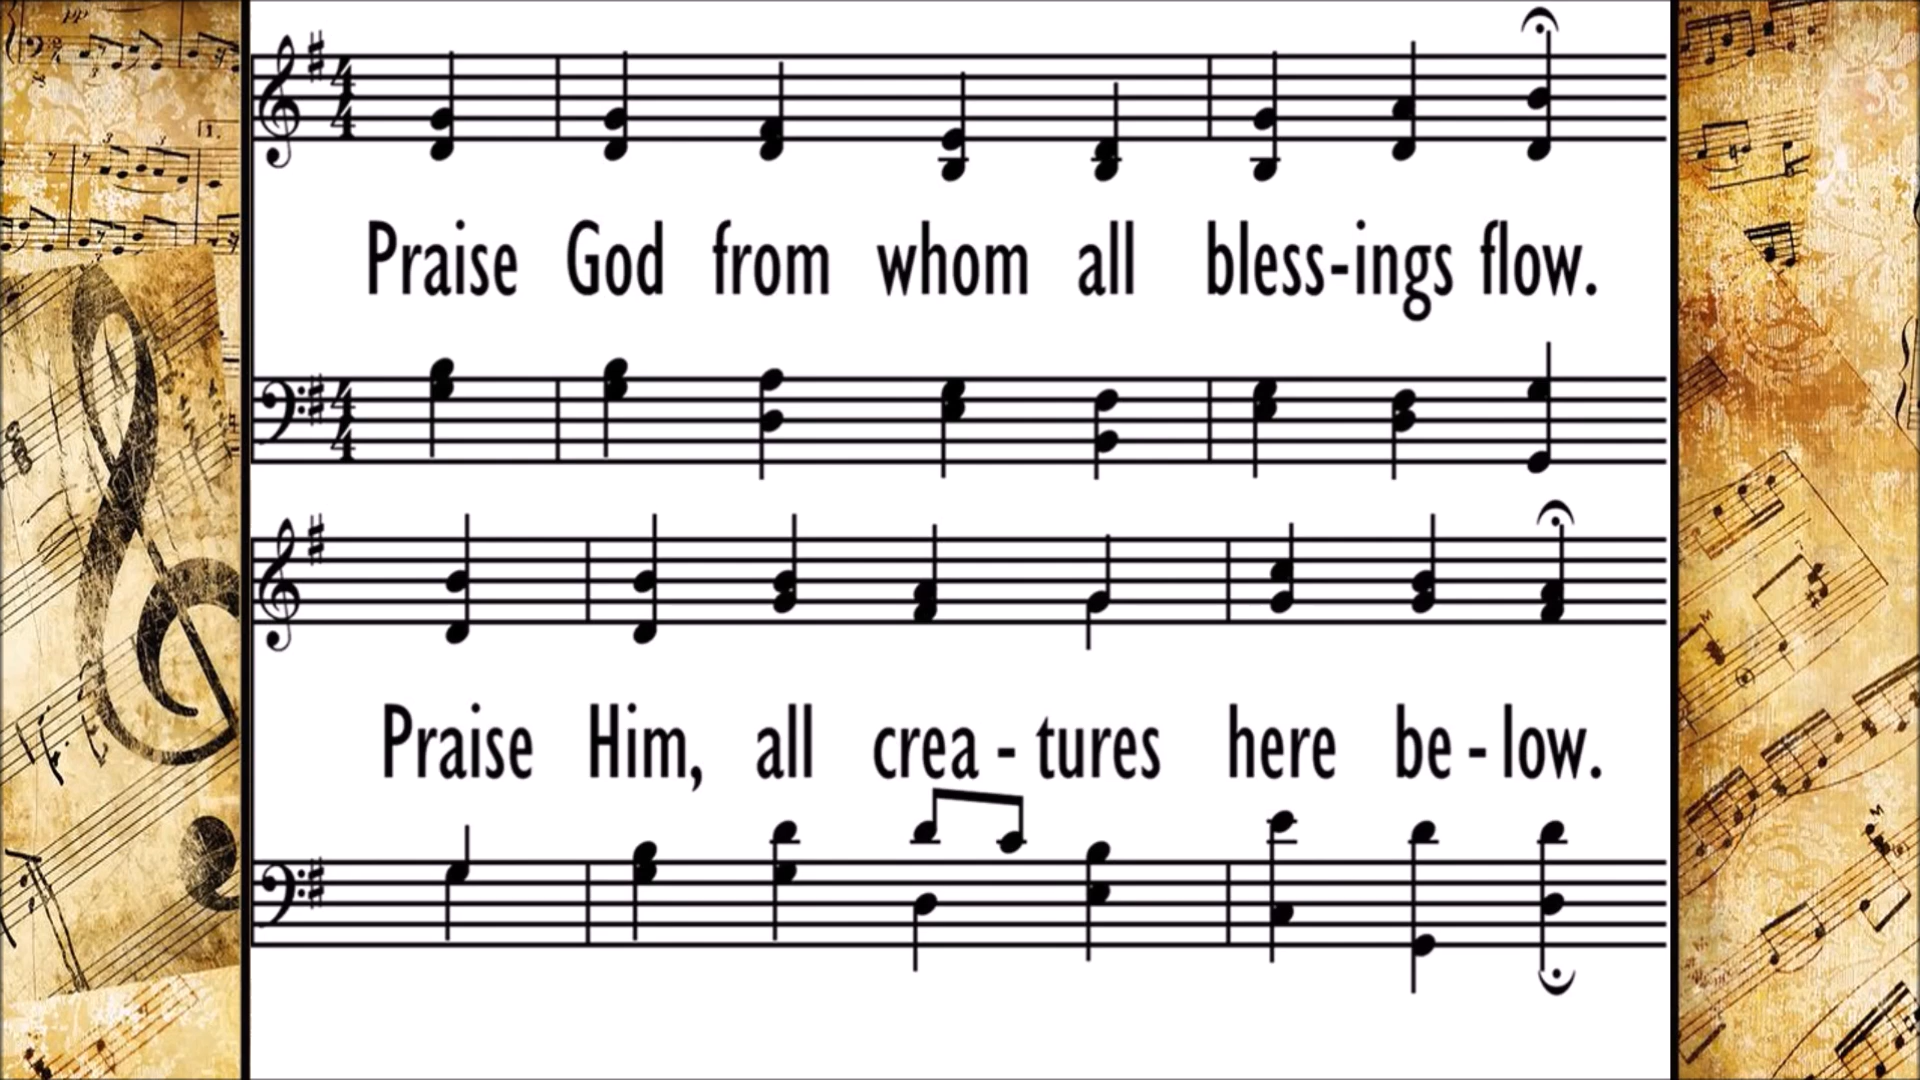 Praise God from whom all bless-ings flow.
Praise Him, all crea - tures here be - low.